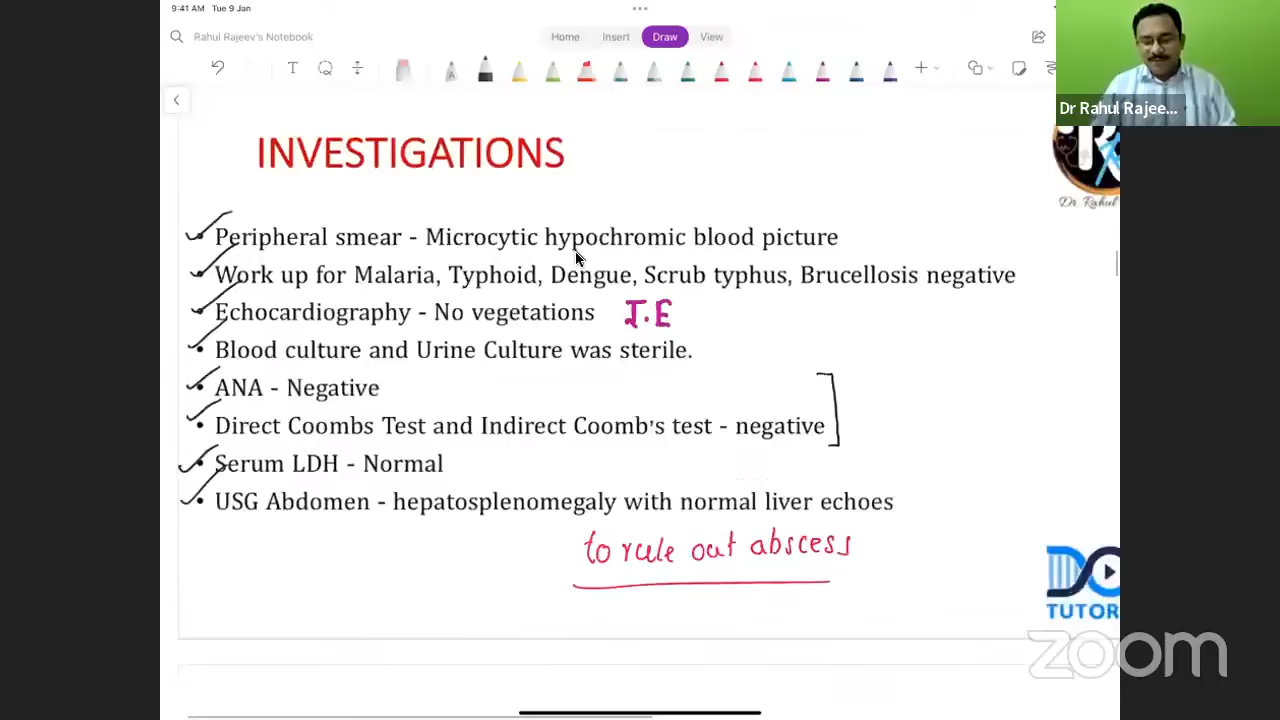 9:41 AM Tue 9 Jan
Rahul Rajeev's Notebook
Home Insert Draw View
Dr Rahul Rajee...
INVESTIGATIONS
Dr. Rahul
• Peripheral smear - Microcytic hypochromic blood picture
• Work up for Malaria, Typhoid, Dengue, Scrub typhus, Brucellosis negative
• Echocardiography - No vegetations I.E
• Blood culture and Urine Culture was sterile.
• ANA - Negative
• Direct Coombs Test and Indirect Coomb's test - negative
• Serum LDH - Normal
• USG Abdomen - hepatosplenomegaly with normal liver echoes
to rule out abscess
TUTOR
zoom